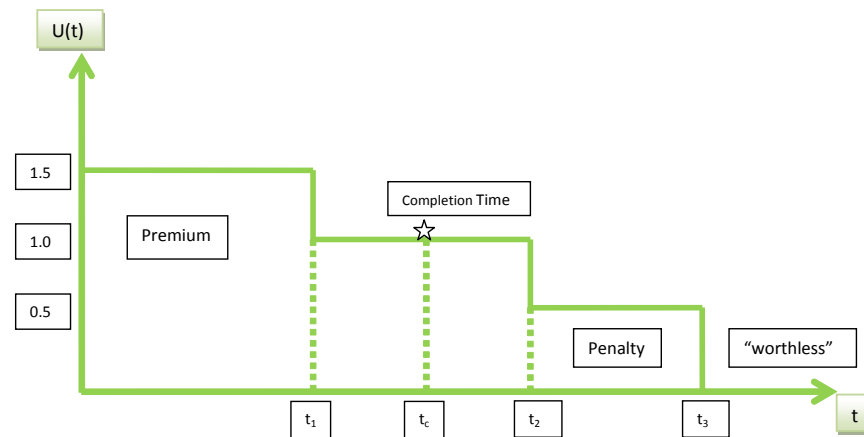 U(t)
1.5
Completion Time
Premium
1.0
0.5
Penalty
“worthless”
t1
tc
t2
t3
t